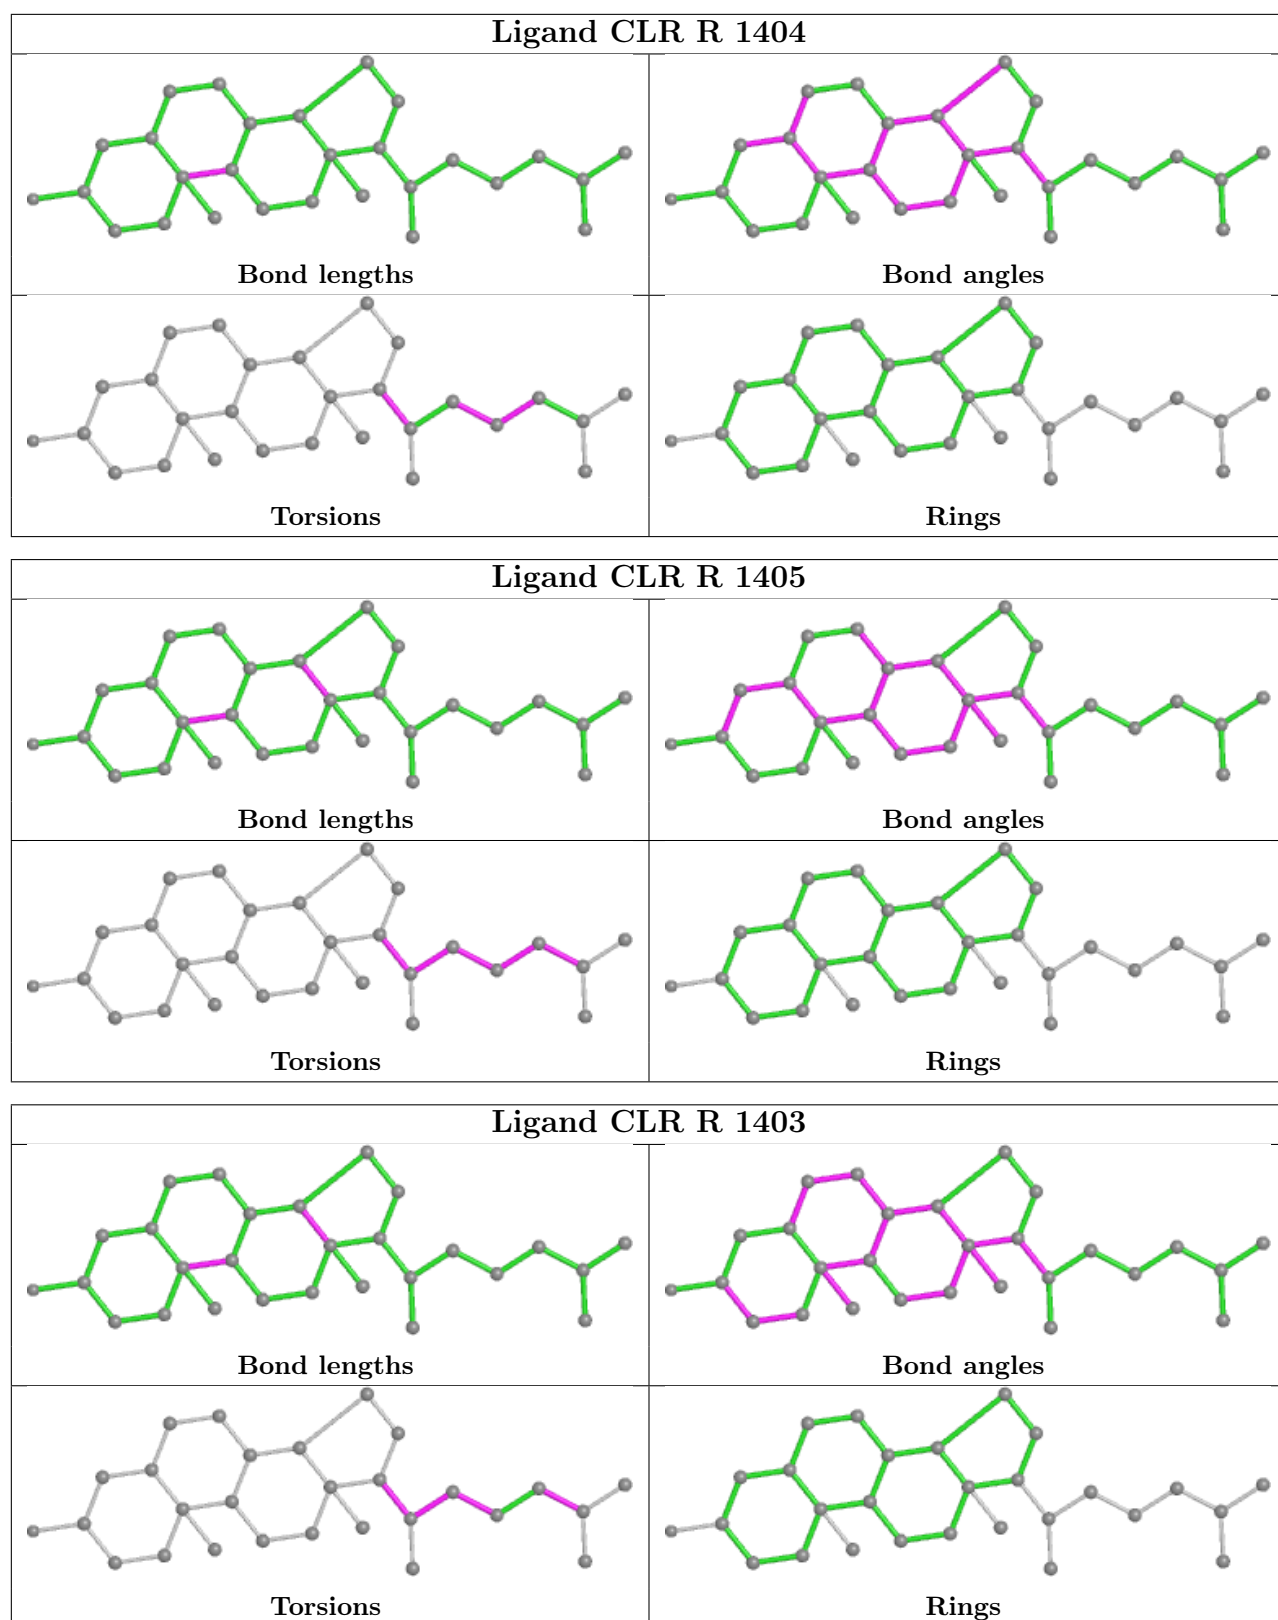 Ligand CLR R 1404
Bond lengths
Bond angles
Torsions
Rings
Ligand CLR R 1405
Bond lengths
Bond angles
Torsions
Rings
Ligand CLR R 1403
Bond lengths
Bond angles
Torsions
Rings